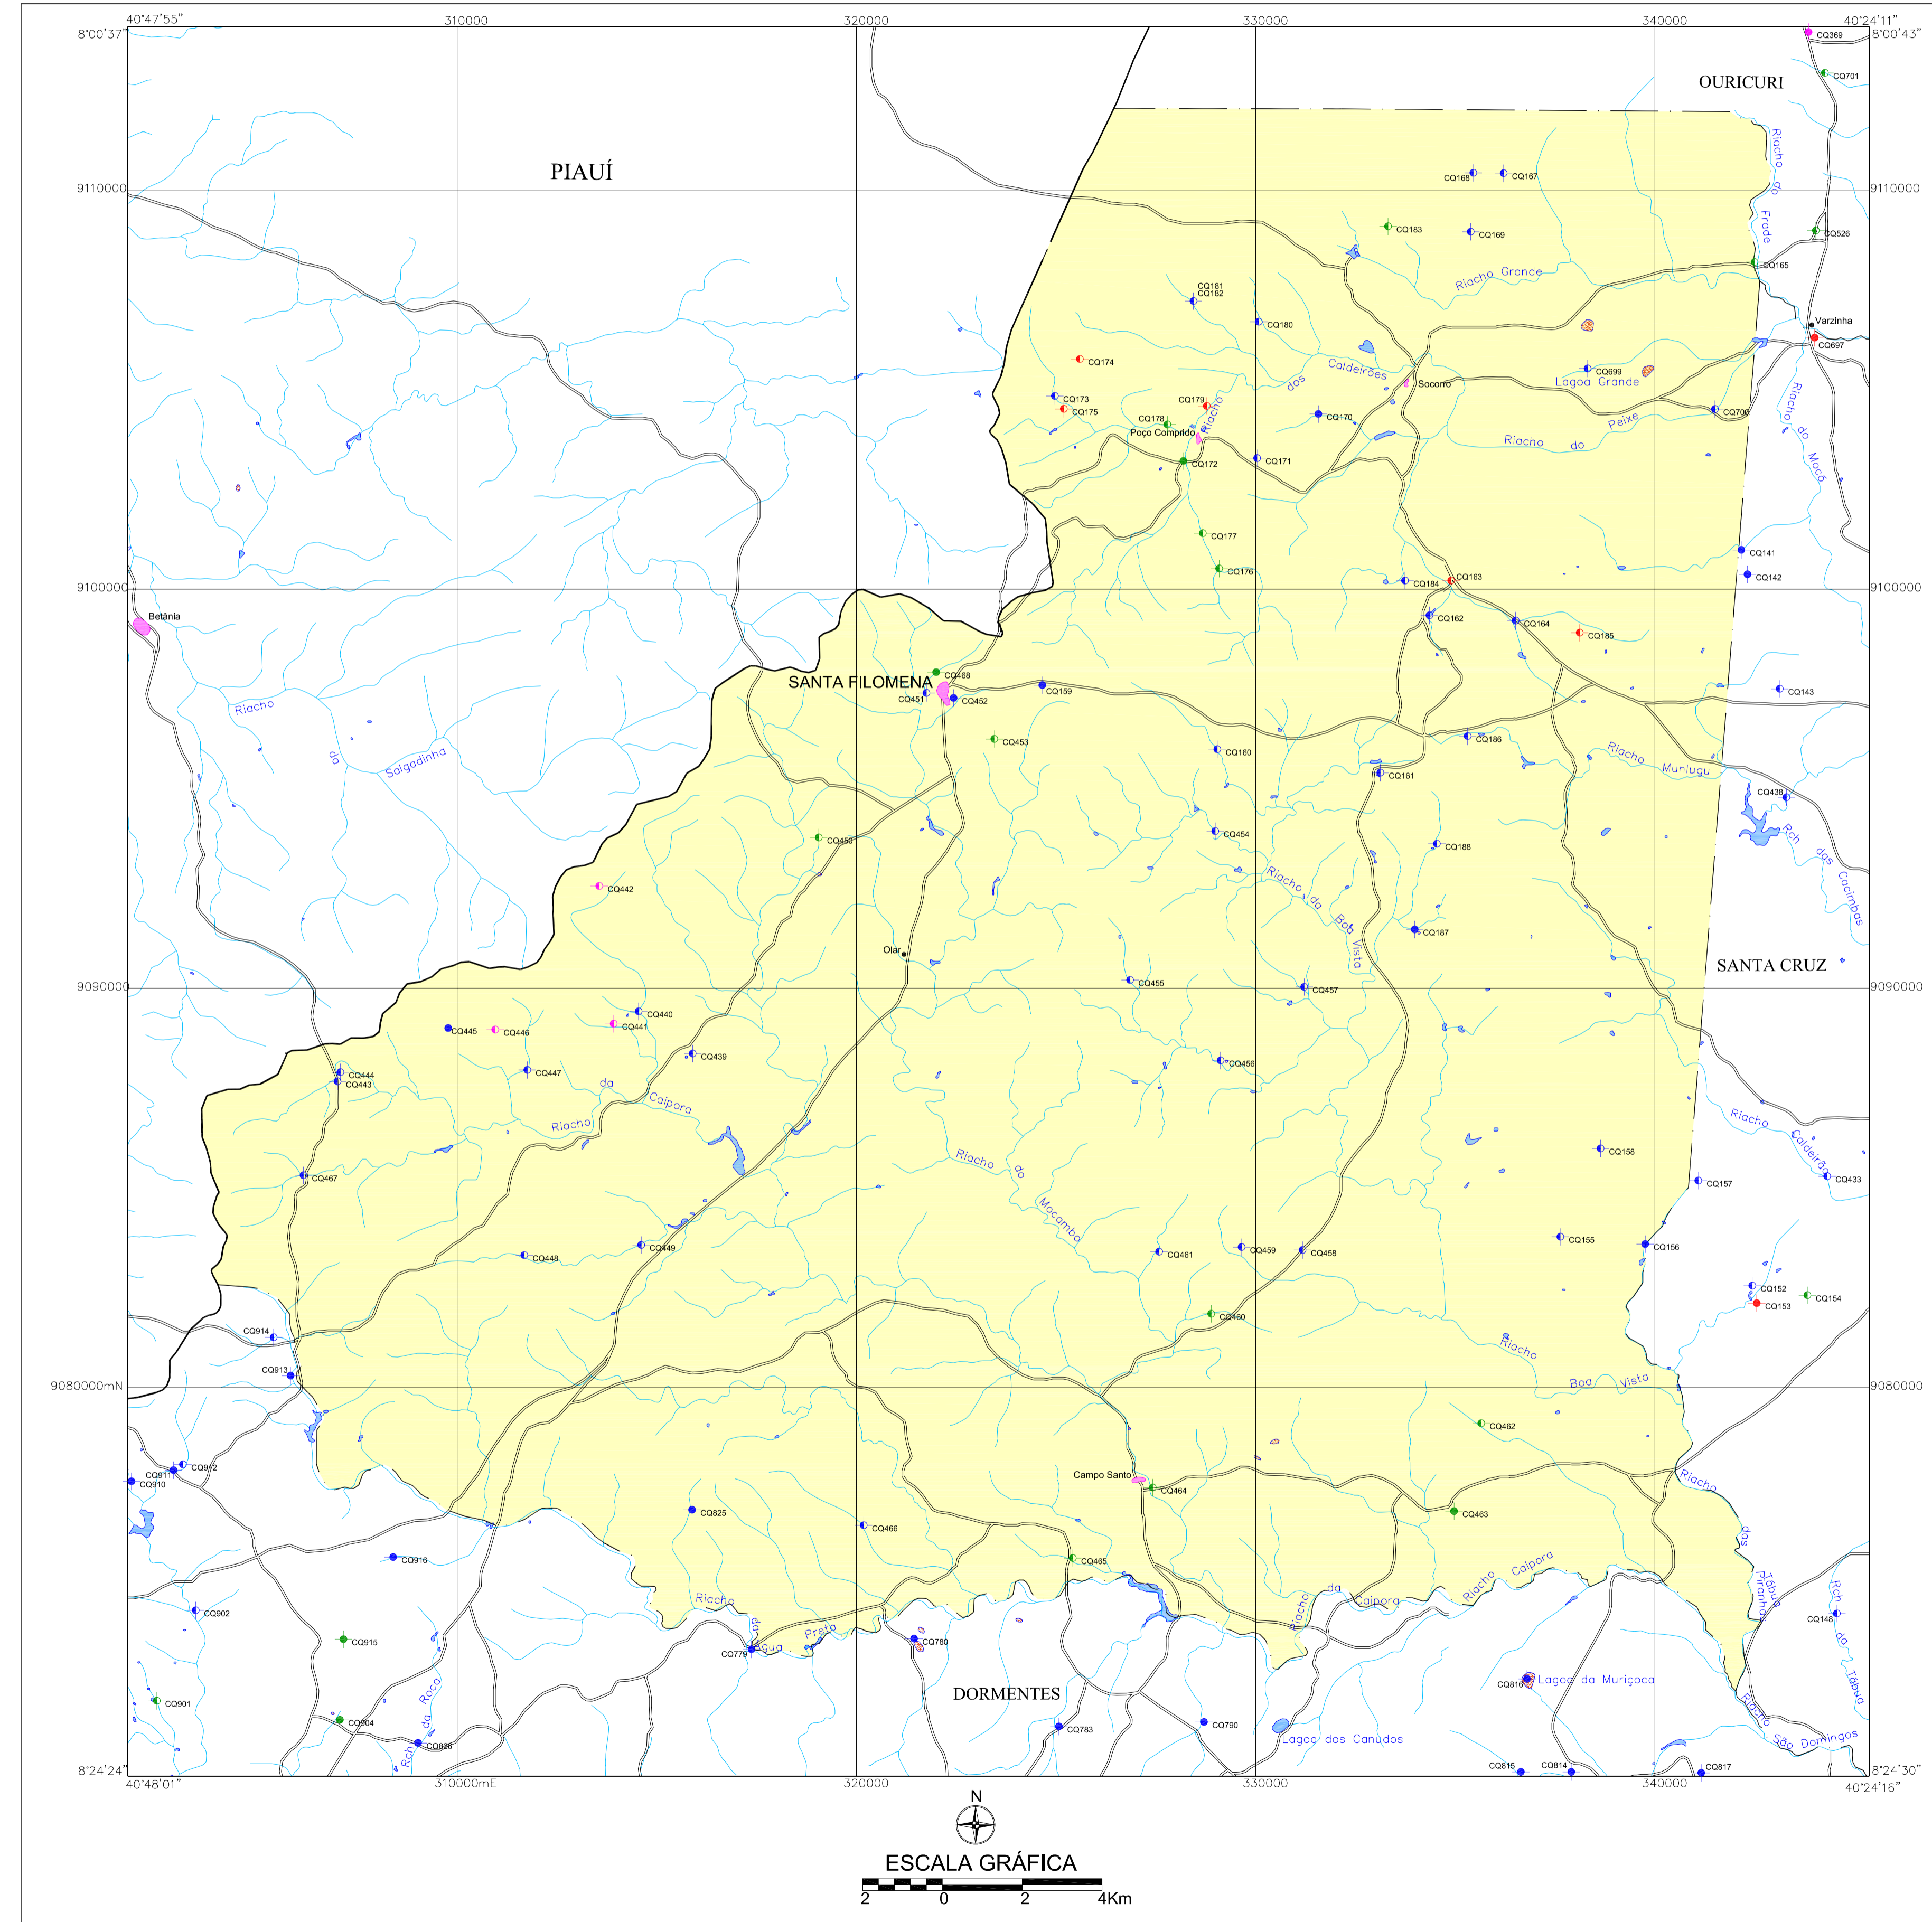 40°47'55"
310000
320000
330000
340000
40°24'11"
8°00'37"
8°00'43"
CQ369
CQ701
OURICURI
PIAUÍ
Riacho do Frade
CQ168
CQ167
9110000
9110000
CQ183
CQ169
CQ526
CQ165
Riacho Grande
CQ181
CQ182
CQ180
Varzinha
CQ697
CQ174
Riacho dos Caldeirões
Socorro
CQ699
Lagoa Grande
CQ173
CQ175
CQ179
CQ170
CQ700
CQ178
Poço Comprido
Riacho do Peixe
Riacho do Mocó
CQ172
CQ171
CQ177
CQ141
CQ176
CQ142
CQ184
CQ163
9100000
9100000
Betânia
CQ162
CQ164
CQ185
SANTA FILOMENA
CQ468
CQ451
CQ452
CQ159
CQ143
Riacho da Salgadinha
CQ453
CQ160
CQ186
Riacho Munlugu
CQ161
CQ438
CQ450
CQ454
CQ188
Rch das Cacimbas
CQ442
Riacho da Boa Vista
CQ187
Olar
SANTA CRUZ
CQ455
CQ457
9090000
9090000
CQ440
CQ441
CQ445
CQ446
CQ439
CQ456
CQ444
CQ443
CQ447
Riacho da Caipora
Riacho Caldeirão
CQ158
Riacho do Mocambo
CQ467
CQ157
CQ433
CQ155
CQ156
CQ449
CQ448
CQ461
CQ459
CQ458
CQ152
CQ153
CQ154
CQ460
CQ914
Riacho Boa Vista
CQ913
9080000mN
9080000
CQ462
CQ911
CQ912
CQ910
Campo Santo
CQ464
Riacho das Piranhas
Tábua
CQ825
CQ463
CQ466
CQ916
CQ465
Riacho da Caipora
Riacho Caipora
CQ902
Riacho da Água Preta
CQ148
Rch da Tábua
CQ915
CQ779
CQ780
DORMENTES
CQ816
Lagoa da Muriçoca
CQ901
Rch da Roca
CQ904
CQ826
CQ783
CQ790
Lagoa dos Canudos
Riacho São Domingos
CQ815
CQ814
CQ817
8°24'24"
8°24'30"
40°48'01"
310000mE
320000
330000
340000
40°24'16"
N
ESCALA GRÁFICA
2 0 2 4Km